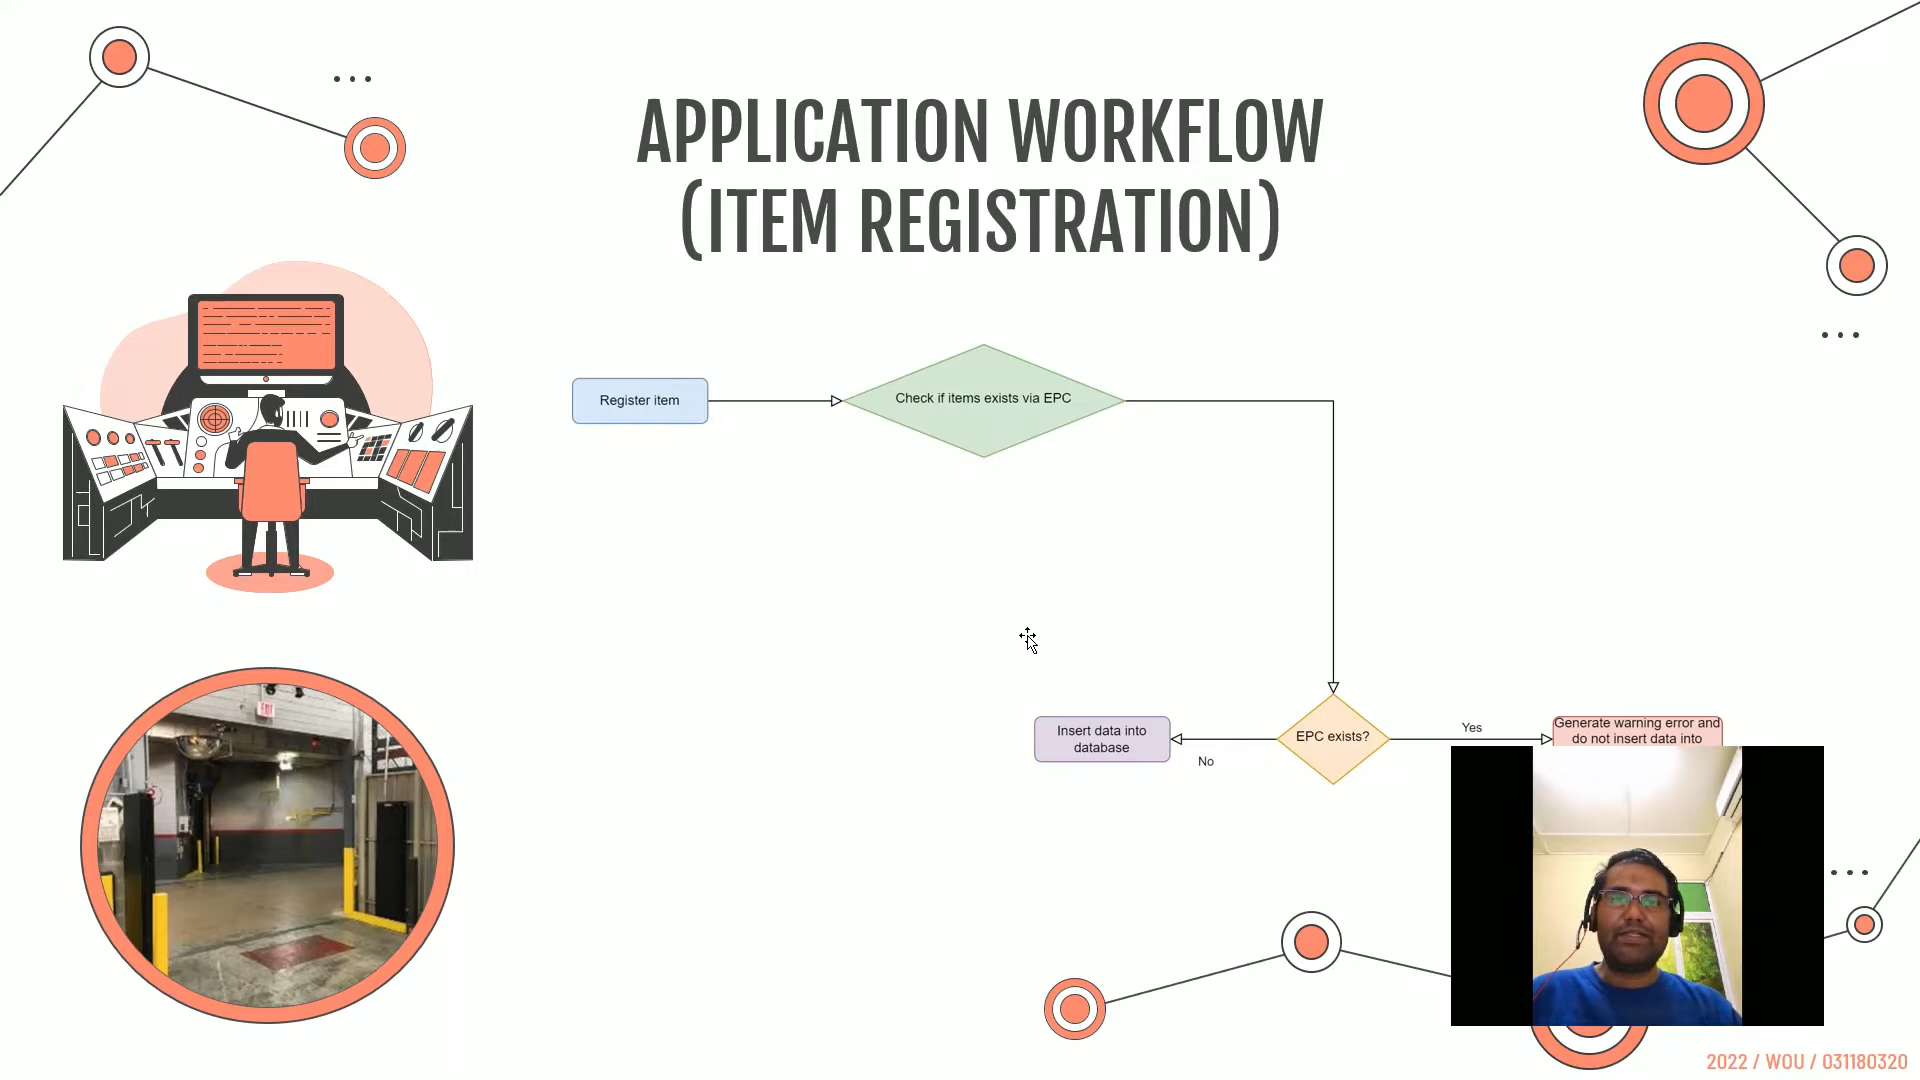 APPLICATION WORKFLOW
(ITEM REGISTRATION)
Register item
Check if items exists via EPC
Insert data into
database
No
EPC exists?
Yes
Generate warning error and
do not insert data into
EXIT
2022 / WOU / 031180320